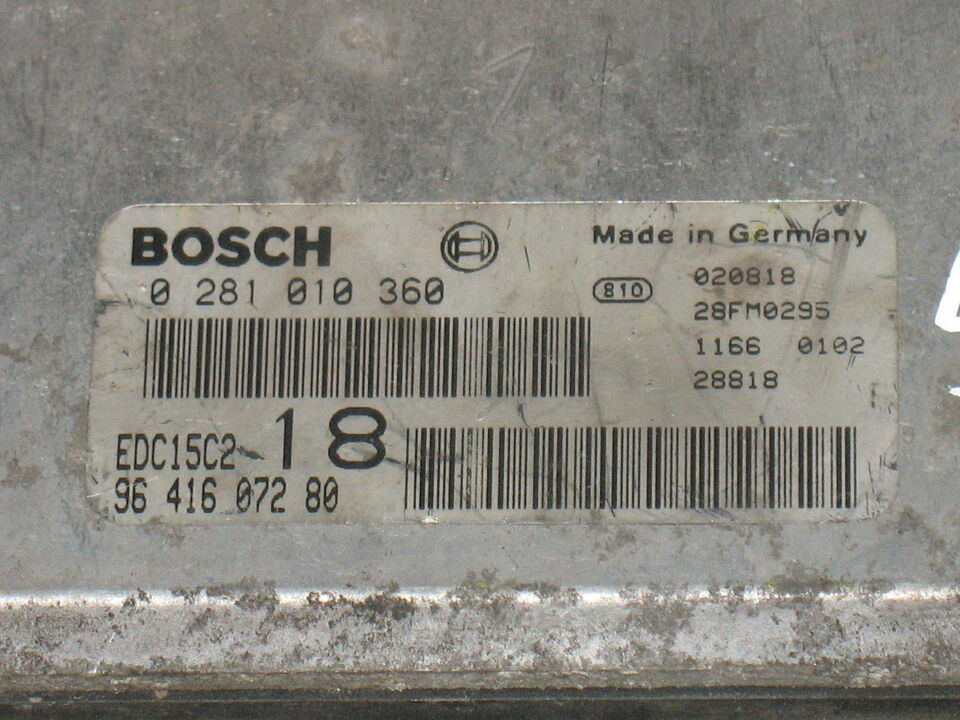 BOSCH
0 281 010 360
Made in Germany
810
020818
28FM0295
1166 0102
28818
EDC15C2 18
96 416 072 80